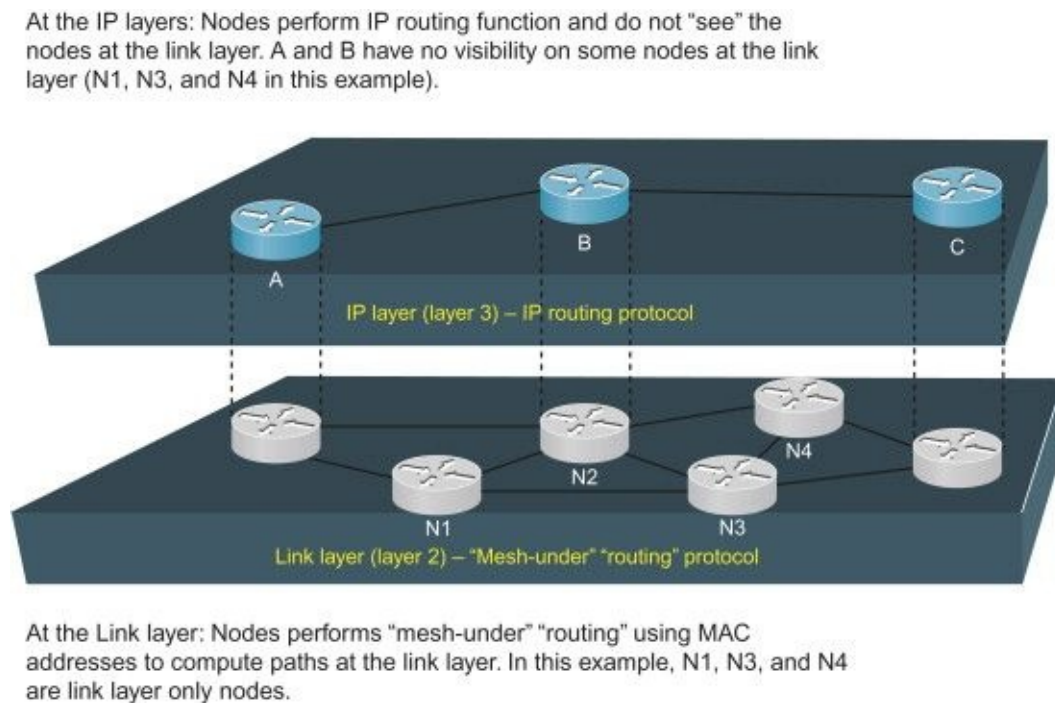 At the IP layers: Nodes perform IP routing function and do not “see” the
nodes at the link layer. A and B have no visibility on some nodes at the link
layer (N1, N3, and N4 in this example).
A
B
C
IP layer (layer 3) – IP routing protocol
N4
N2
N1
N3
Link layer (layer 2) – “Mesh-under” “routing” protocol
At the Link layer: Nodes performs “mesh-under” “routing” using MAC
addresses to compute paths at the link layer. In this example, N1, N3, and N4
are link layer only nodes.